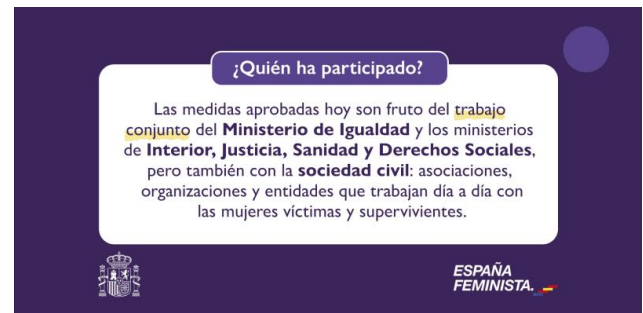 ¿Quién ha participado?
Las medidas aprobadas hoy son fruto del trabajo
conjunto del Ministerio de Igualdad y los ministerios
de Interior, Justicia, Sanidad y Derechos Sociales,
pero también con la sociedad civil: asociaciones,
organizaciones y entidades que trabajan día a día con
las mujeres víctimas y supervivientes.
ESPAÑA
FEMINISTA.